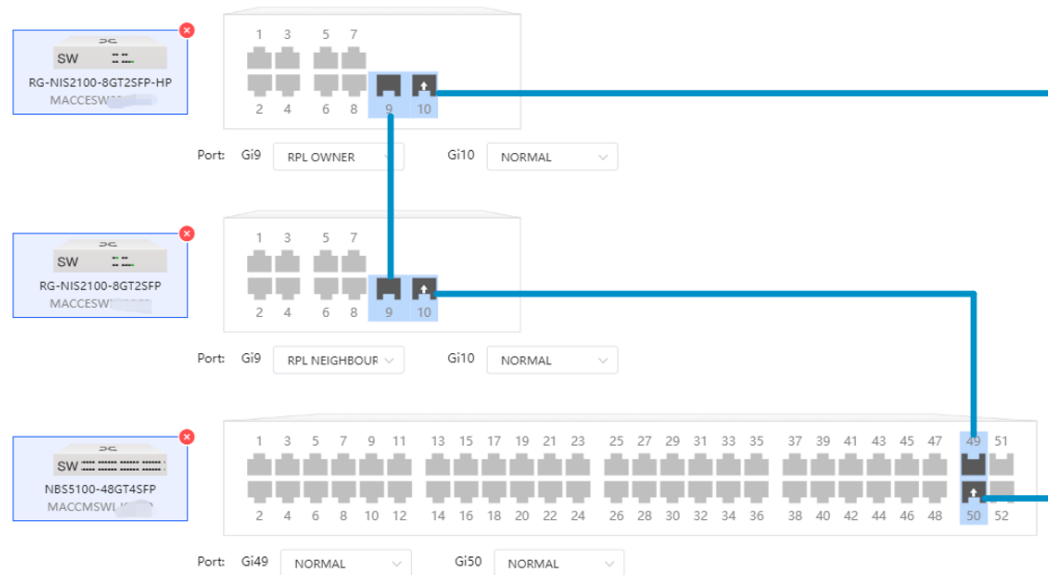 1 3 5 7
SW
RG-NIS2100-8GT2SFP-HP
2 4 6 8 9 10
Port: Gi9 RPL OWNER Gi10 NORMAL
1 3 5 7
SW
RG-NIS2100-8GT2SFP
2 4 6 8 9 10
Port: Gi9 RPL NEIGHBOUR Gi10 NORMAL
1 3 5 7 9 11 13 15 17 19 21 23 25 27 29 31 33 35 37 39 41 43 45 47 49 51
SW
NBS5100-48GT4SFP
2 4 6 8 10 12 14 16 18 20 22 24 26 28 30 32 34 36 38 40 42 44 46 48 50 52
Port: Gi49 NORMAL Gi50 NORMAL